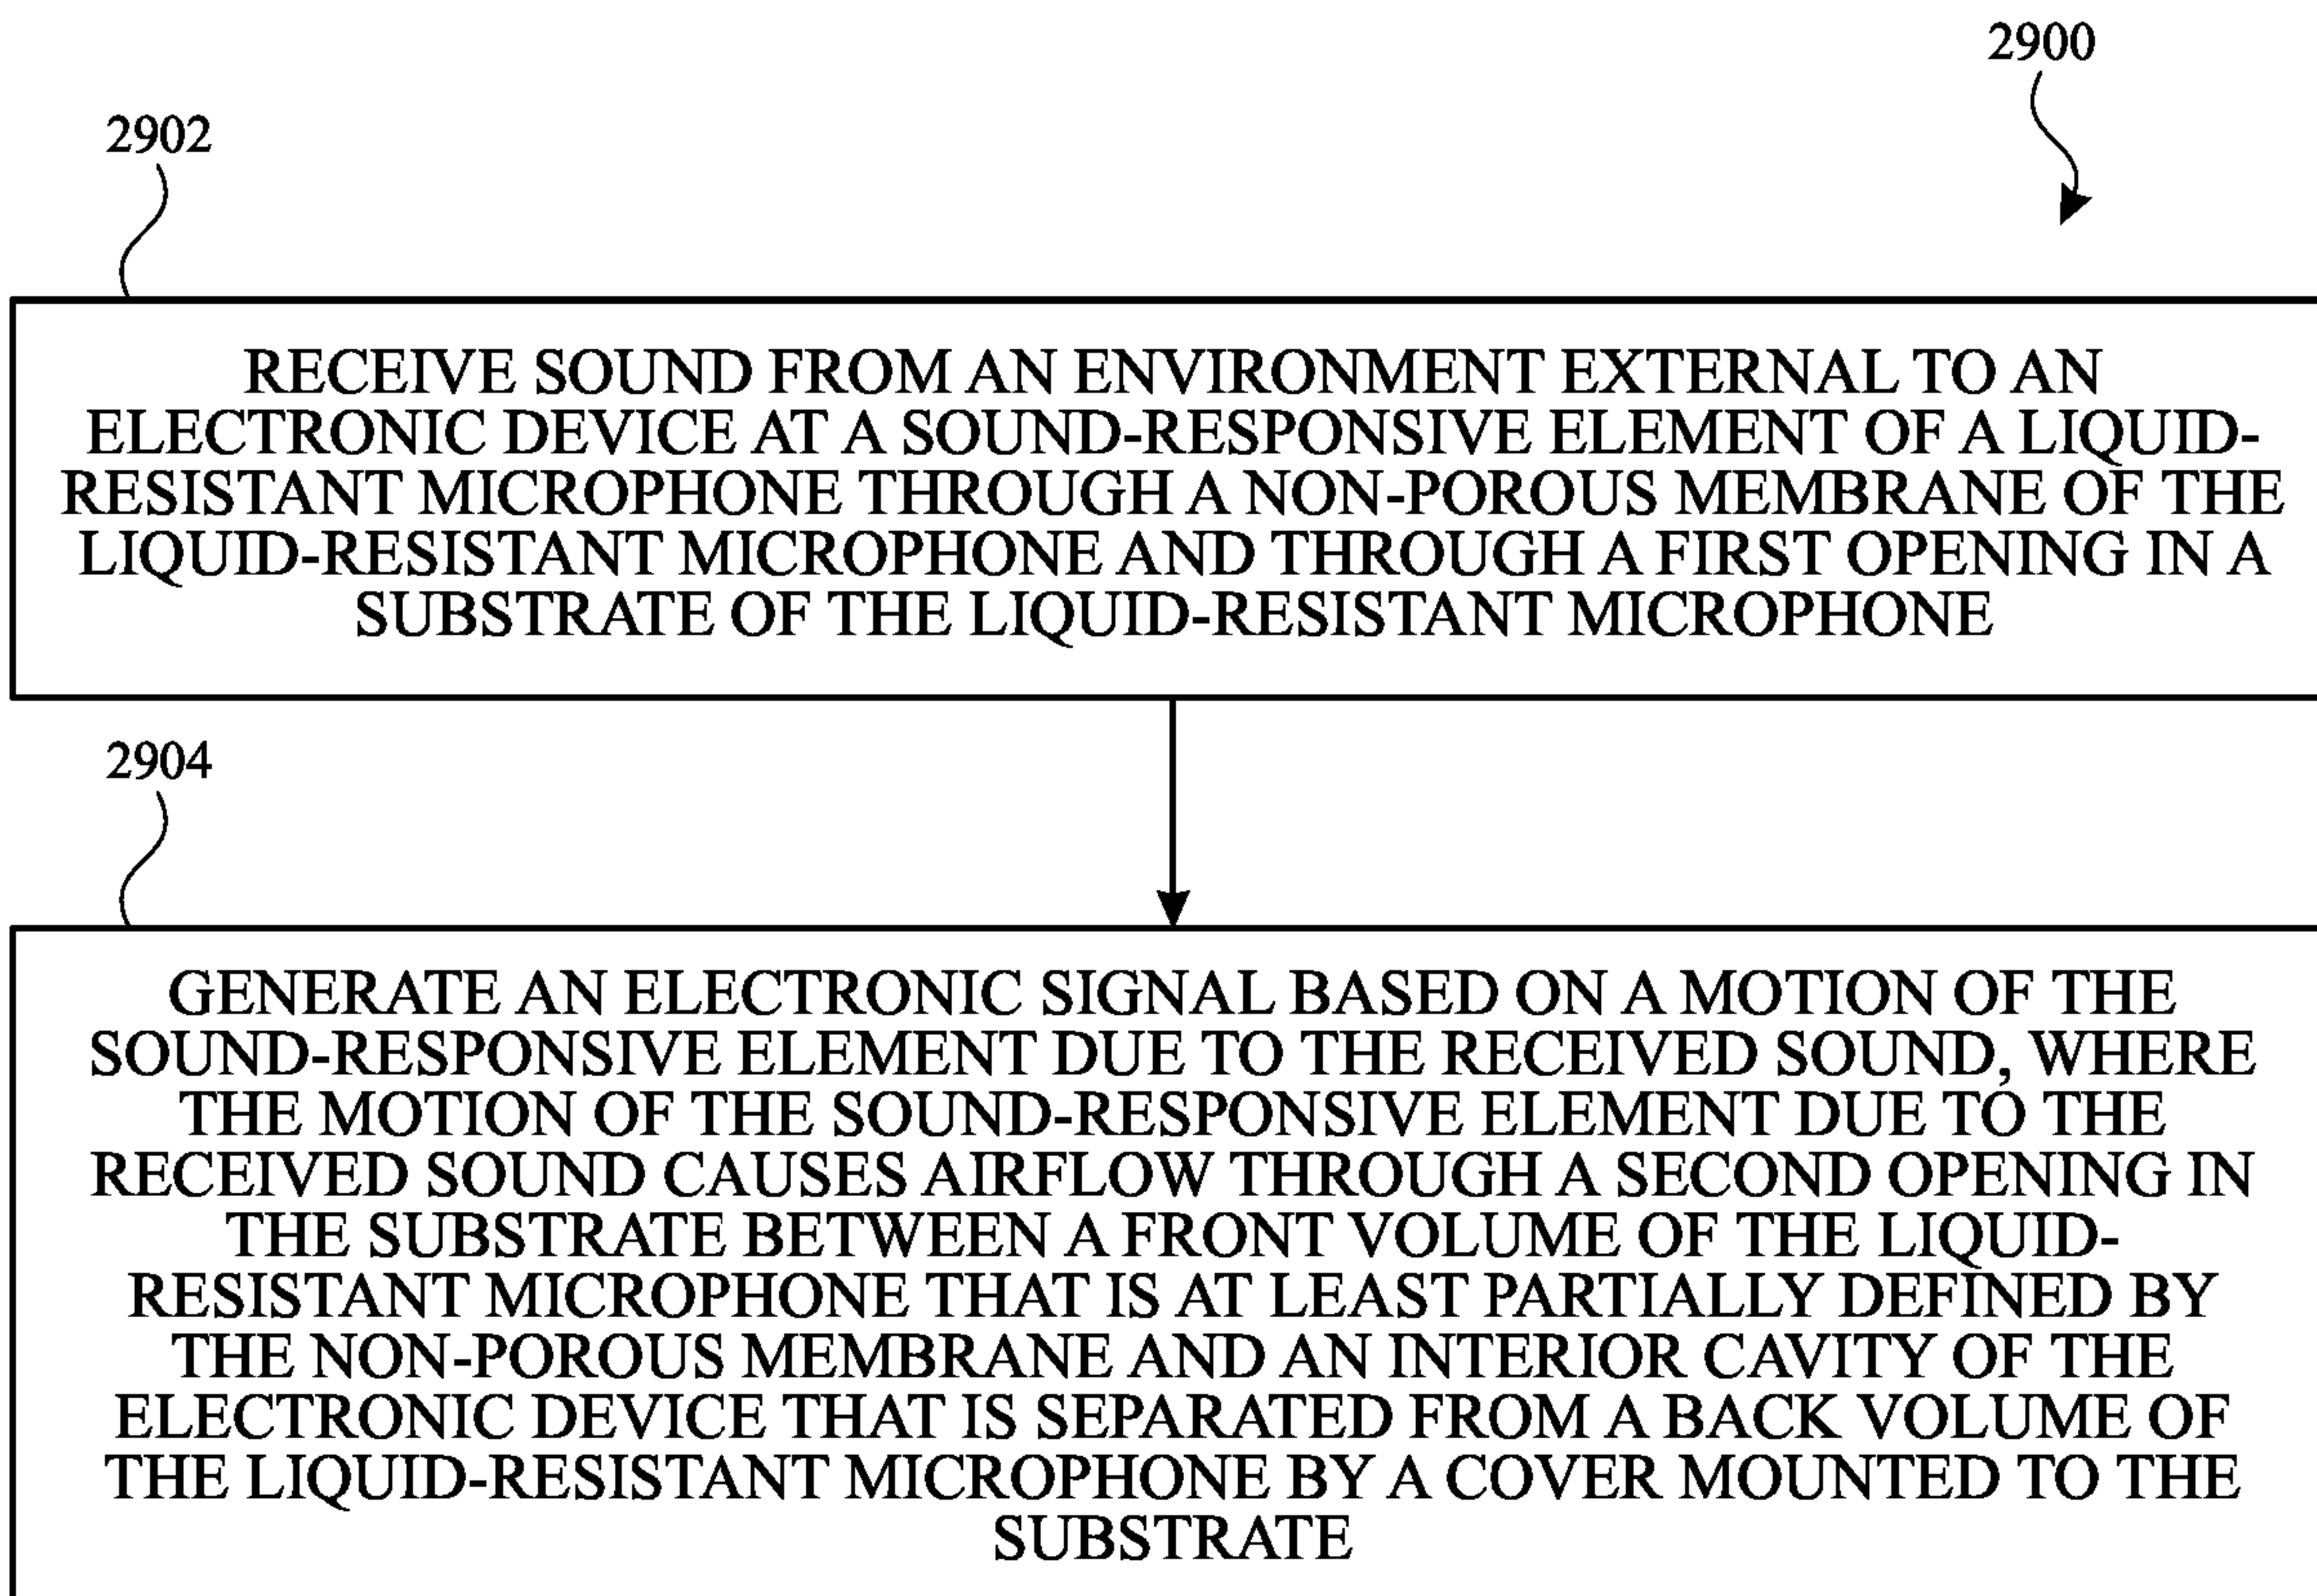 2900
2902
RECEIVE SOUND FROM AN ENVIRONMENT EXTERNAL TO AN
ELECTRONIC DEVICE AT A SOUND-RESPONSIVE ELEMENT OF A LIQUID-
RESISTANT MICROPHONE THROUGH A NON-POROUS MEMBRANE OF THE
LIQUID-RESISTANT MICROPHONE AND THROUGH A FIRST OPENING IN A
SUBSTRATE OF THE LIQUID-RESISTANT MICROPHONE
2904
GENERATE AN ELECTRONIC SIGNAL BASED ON A MOTION OF THE
SOUND-RESPONSIVE ELEMENT DUE TO THE RECEIVED SOUND, WHERE
THE MOTION OF THE SOUND-RESPONSIVE ELEMENT DUE TO THE
RECEIVED SOUND CAUSES AIRFLOW THROUGH A SECOND OPENING IN
THE SUBSTRATE BETWEEN A FRONT VOLUME OF THE LIQUID-
RESISTANT MICROPHONE THAT IS AT LEAST PARTIALLY DEFINED BY
THE NON-POROUS MEMBRANE AND AN INTERIOR CAVITY OF THE
ELECTRONIC DEVICE THAT IS SEPARATED FROM A BACK VOLUME OF
THE LIQUID-RESISTANT MICROPHONE BY A COVER MOUNTED TO THE
SUBSTRATE